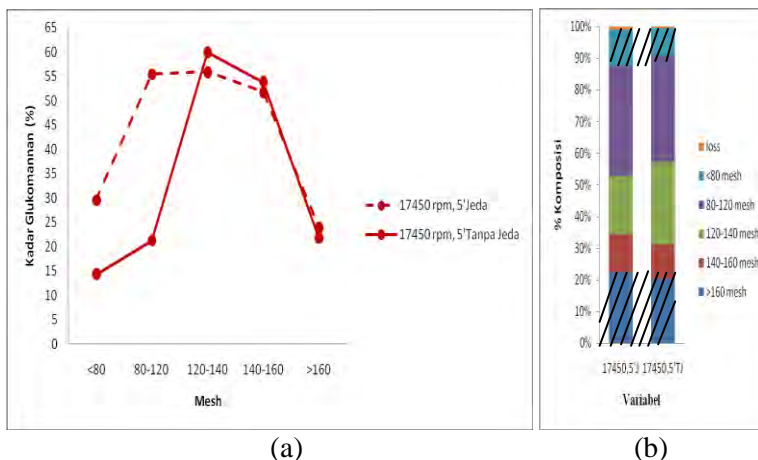 65
60
55
50
45
40
35
30
25
20
15
10
5
0
Kadar Glukomannan (%)
<80 80-120 120-140 140-160 >160
Mesh
17450 rpm, 5'Jeda
17450 rpm, 5'Tanpa Jeda
(a)
100%
90%
80%
70%
60%
50%
40%
30%
20%
10%
0%
% Komposisi
17450,5'J 17450,5'TJ
Variabel
loss
<80 mesh
80-120 mesh
120-140 mesh
140-160 mesh
>160 mesh
(b)